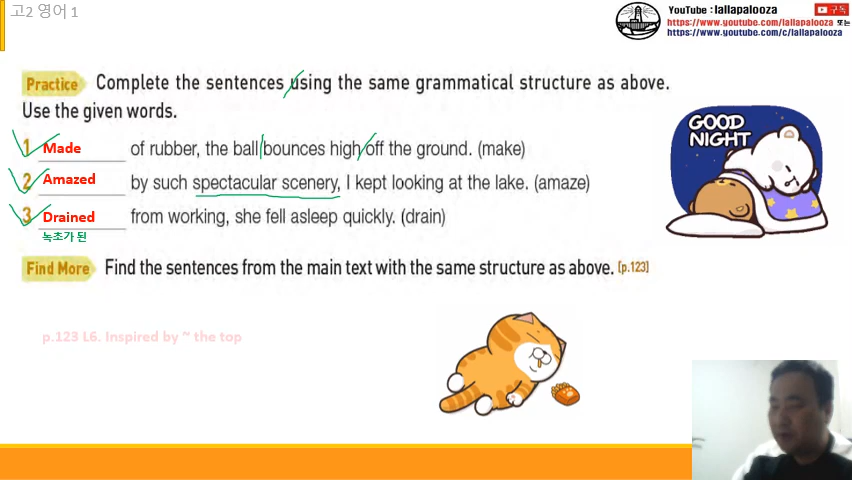 고2 영어 1
YouTube : lallapalooza
구독
https://www.youtube.com/lallapalooza 또는
https://www.youtube.com/c/lallapalooza
Practice Complete the sentences using the same grammatical structure as above.
Use the given words.
1 Made of rubber, the ball bounces high off the ground. (make)
2 Amazed by such spectacular scenery, I kept looking at the lake. (amaze)
3 Drained from working, she fell asleep quickly. (drain)
녹초가 된
Find More Find the sentences from the main text with the same structure as above. [p.123]
p.123 L6. Inspired by ~ the top
GOOD
NIGHT